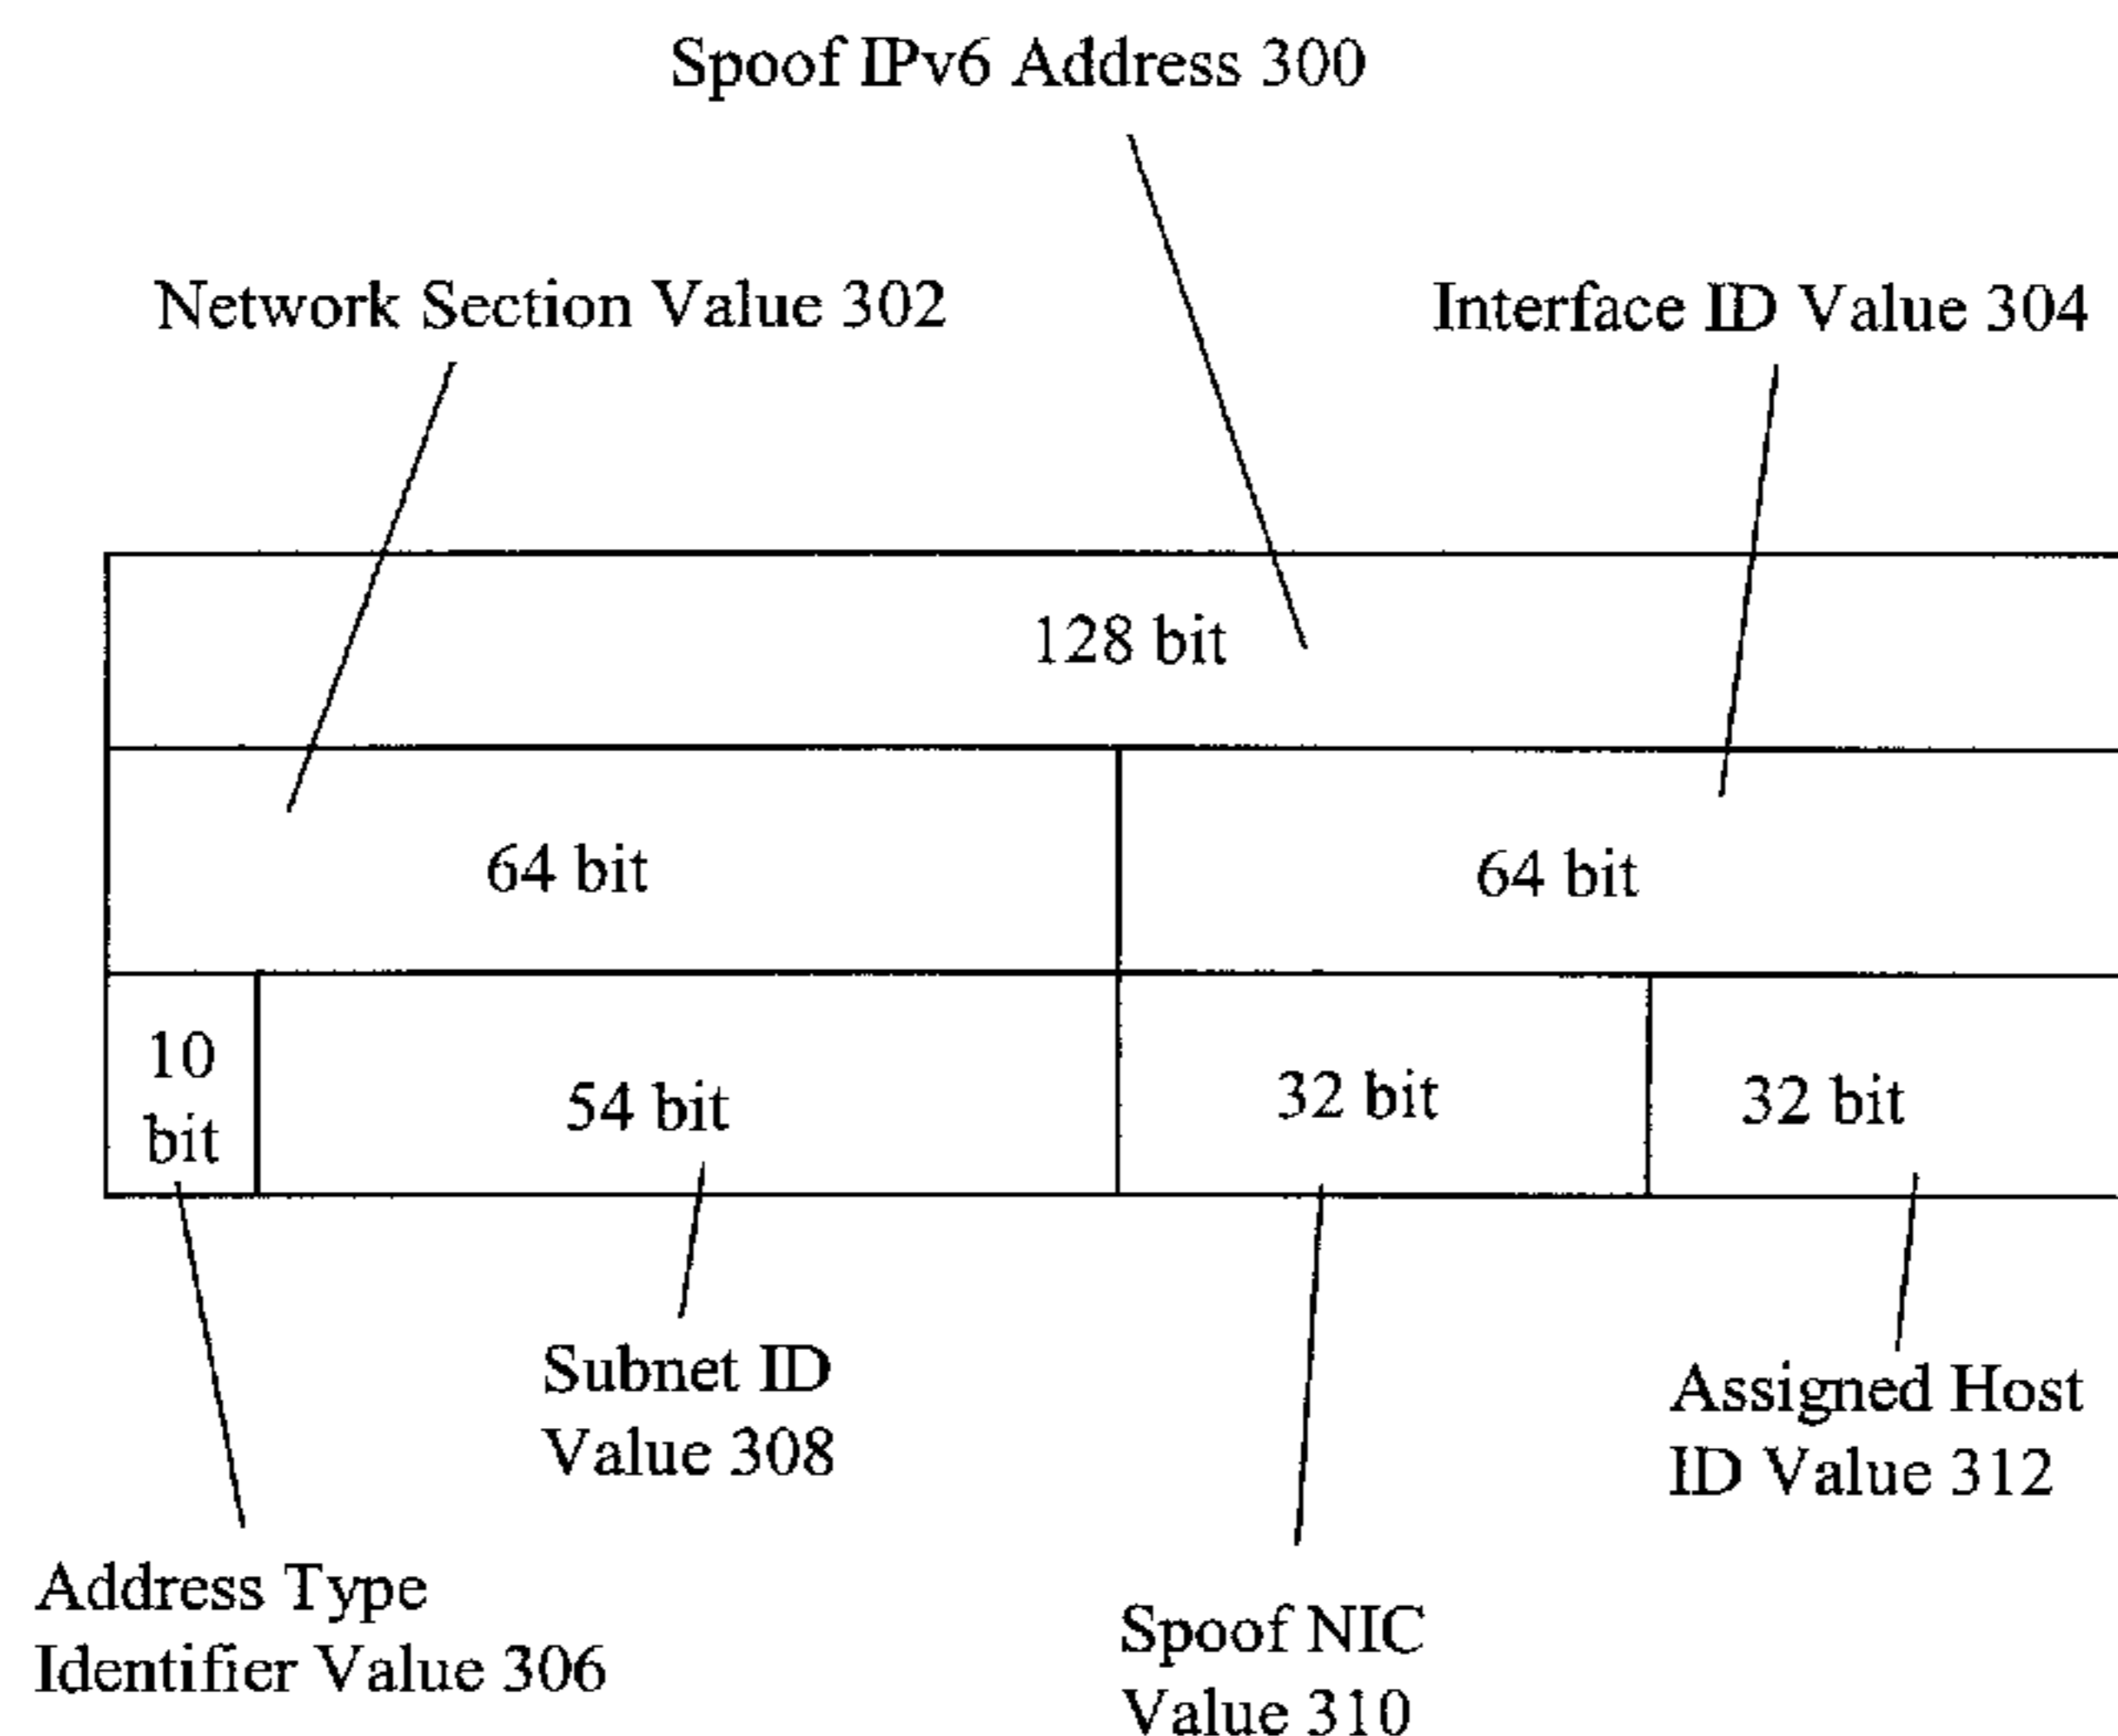 Spoof IPv6 Address 300
Network Section Value 302
Interface ID Value 304
128 bit
64 bit
64 bit
10
bit
54 bit
32 bit
32 bit
Subnet ID
Value 308
Assigned Host
ID Value 312
Address Type
Identifier Value 306
Spoof NIC
Value 310